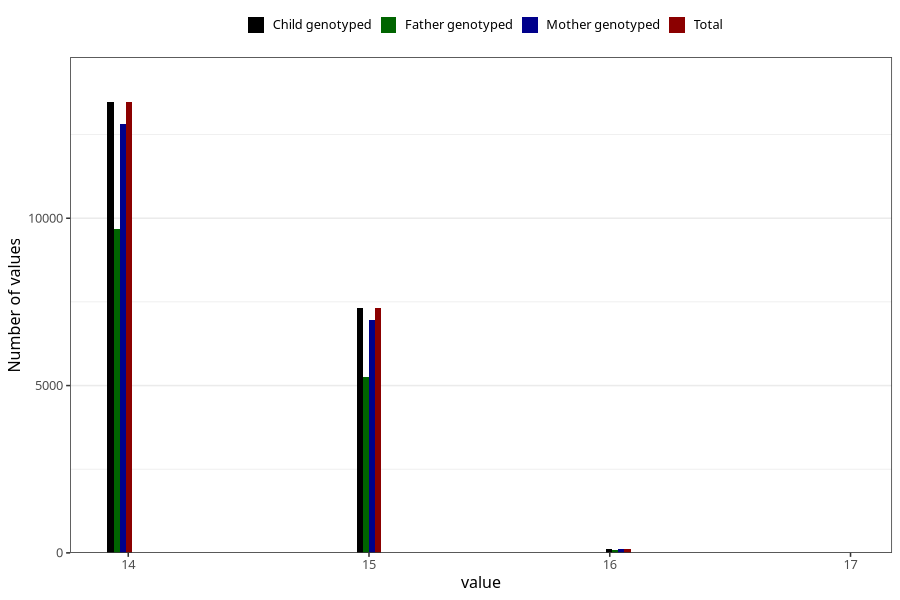 Child genotyped Father genotyped Mother genotyped Total
Number of values
10000
5000
0
14 15 16 17
value